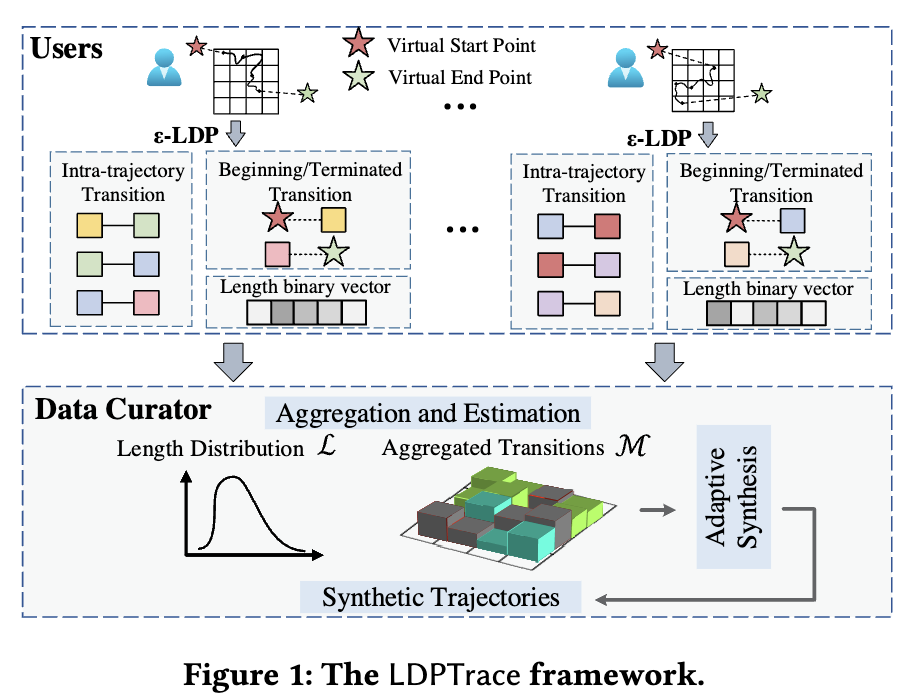 Users
Virtual Start Point
Virtual End Point
...
ε-LDP
ε-LDP
Intra-trajectory
Transition
Beginning/Terminated
Transition
Length binary vector
...
Intra-trajectory
Transition
Beginning/Terminated
Transition
Length binary vector
Data Curator
Aggregation and Estimation
Length Distribution ℒ
Aggregated Transitions ℳ
Adaptive
Synthesis
Synthetic Trajectories
Figure 1: The LDPTrace framework.